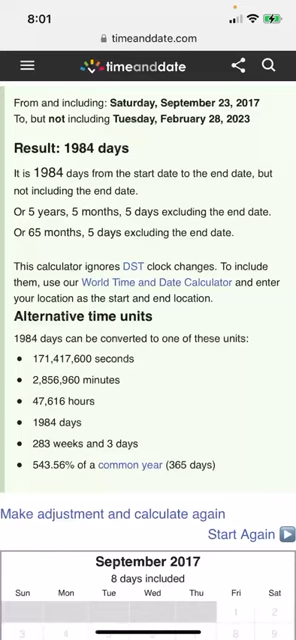 8:01
timeanddate.com
timeanddate
From and including: Saturday, September 23, 2017
To, but not including Tuesday, February 28, 2023
Result: 1984 days
It is 1984 days from the start date to the end date, but
not including the end date.
Or 5 years, 5 months, 5 days excluding the end date.
Or 65 months, 5 days excluding the end date.
This calculator ignores DST clock changes. To include
them, use our World Time and Date Calculator and enter
your location as the start and end location.
Alternative time units
1984 days can be converted to one of these units:
• 171,417,600 seconds
• 2,856,960 minutes
• 47,616 hours
• 1984 days
• 283 weeks and 3 days
• 543.56% of a common year (365 days)
Make adjustment and calculate again
Start Again
September 2017
8 days included
Sun Mon Tue Wed Thu Fri Sat
1 2
3 4 8 9